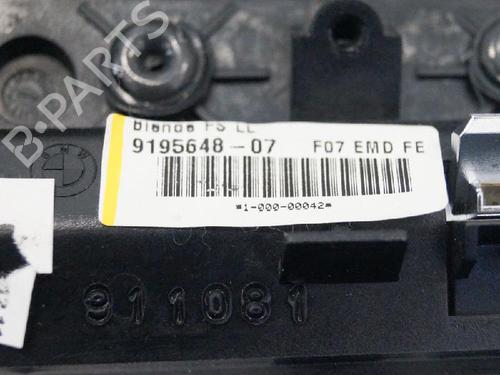 B-PARTS
Blende FS LL
9195648-07 F07 EMD FE
*1-000-00042*
911081